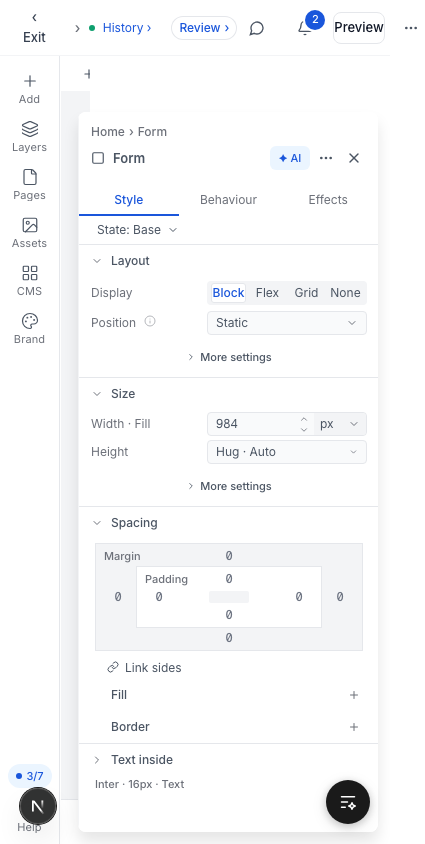 ‹
Exit
› History ›
Review ›
2
Preview
Add
Layers
Pages
Assets
CMS
Brand
3/7
N
Help
Home › Form
Form
AI
Style Behaviour Effects
State: Base
Layout
Display Block Flex Grid None
Position Static
More settings
Size
Width · Fill 984 px
Height Hug · Auto
More settings
Spacing
Margin 0
Padding 0
0 0 0 0
0
0
Link sides
Fill +
Border +
Text inside
Inter · 16px · Text